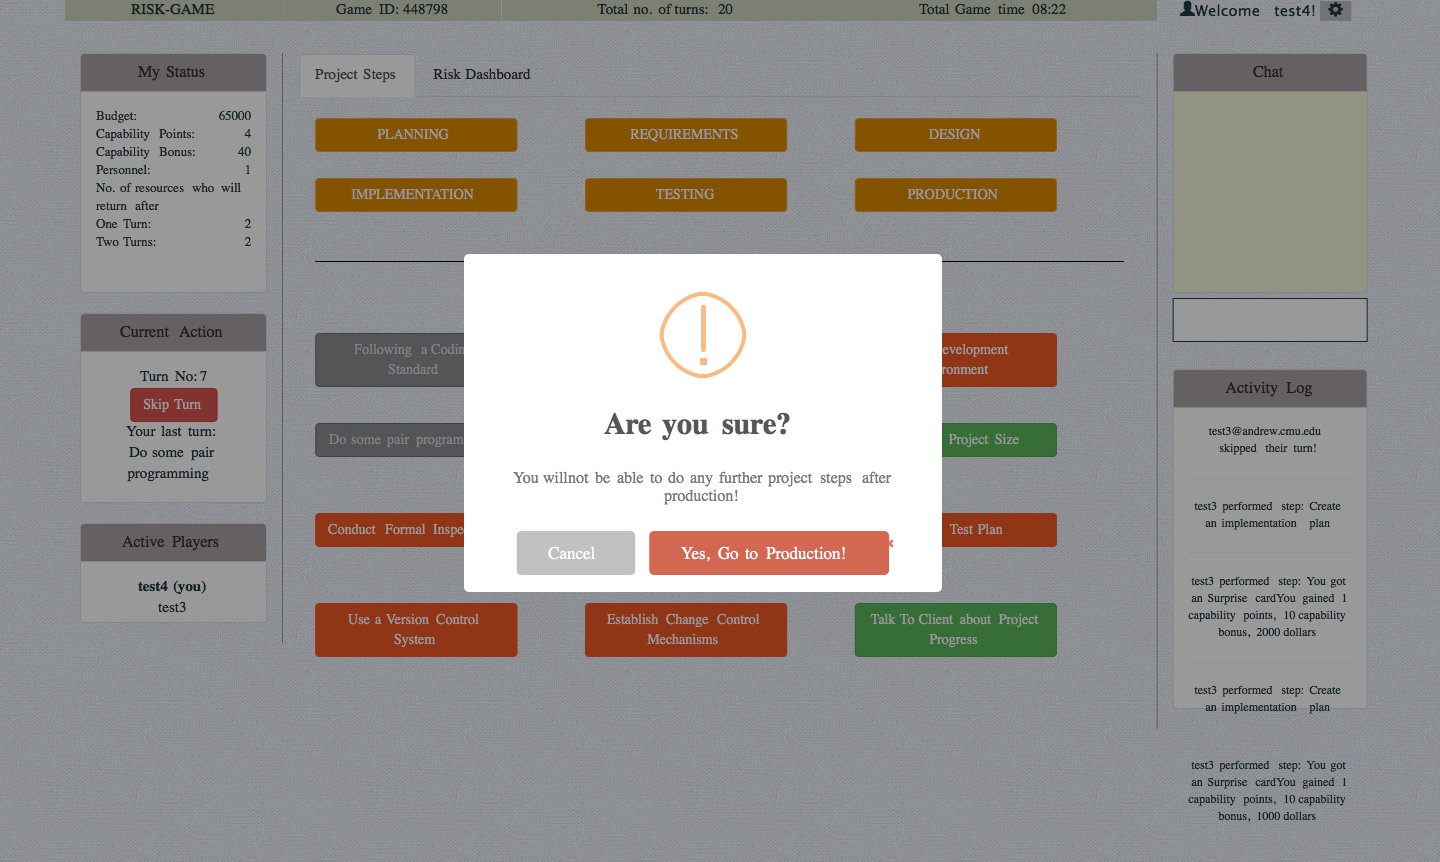 RISK-GAME
Game ID: 448798
Total no. of turns: 20
Total Game time 08:22
Welcome test4!
My Status
Budget: 65000
Capability Points: 4
Capability Bonus: 40
Personnel: 1
No. of resources who will
return after
One Turn: 2
Two Turns: 2
Current Action
Turn No: 7
Skip Turn
Your last turn:
Do some pair
programming
Active Players
test4 (you)
test3
Project Steps
Risk Dashboard
PLANNING
REQUIREMENTS
DESIGN
IMPLEMENTATION
TESTING
PRODUCTION
Following a Codin
Standard
evelopment
ronment
Do some pair program
Project Size
Conduct Formal Inspe
Test Plan
Use a Version Control
System
Establish Change Control
Mechanisms
Talk To Client about Project
Progress
Are you sure?
You willnot be able to do any further project steps after
production!
Cancel
Yes, Go to Production!
Chat
Activity Log
test3@andrew.cmu.edu
skipped their turn!
test3 performed step: Create
an implementation plan
test3 performed step: You got
an Surprise cardYou gained 1
capability points, 10 capability
bonus, 2000 dollars
test3 performed step: Create
an implementation plan
test3 performed step: You got
an Surprise cardYou gained 1
capability points, 10 capability
bonus, 1000 dollars